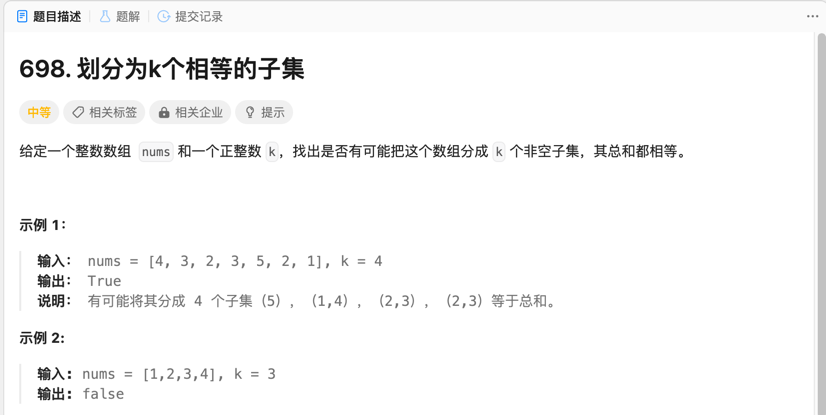 题目描述 题解 提交记录 ···
698. 划分为k个相等的子集
中等 相关标签 相关企业 提示
给定一个整数数组 nums 和一个正整数 k，找出是否有可能把这个数组分成 k 个非空子集，其总和都相等。
示例 1：
输入： nums = [4, 3, 2, 3, 5, 2, 1], k = 4
输出： True
说明： 有可能将其分成 4 个子集（5），（1,4），（2,3），（2,3）等于总和。
示例 2:
输入: nums = [1,2,3,4], k = 3
输出: false